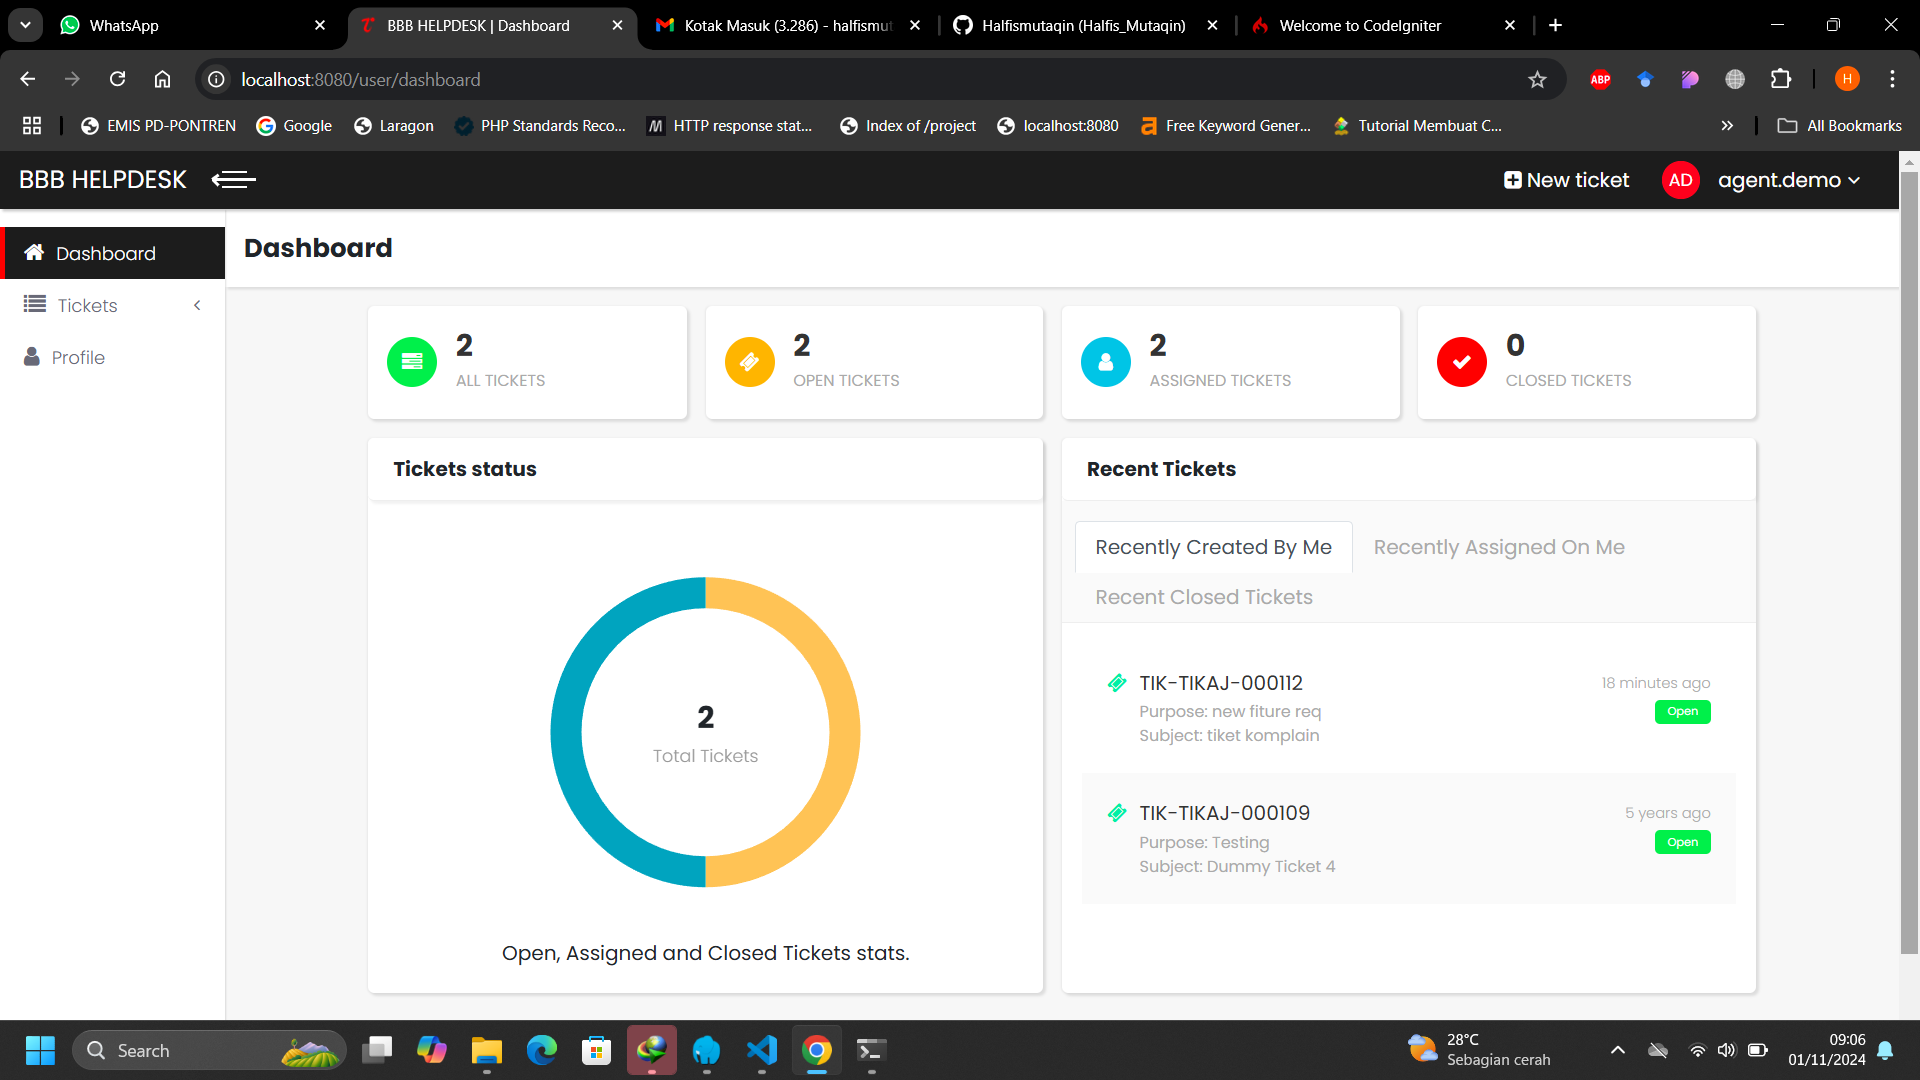 WhatsApp
BBB HELPDESK | Dashboard
Kotak Masuk (3.286) - halfismut
Halfismutaqin (Halfis_Mutaqin)
Welcome to CodeIgniter
localhost:8080/user/dashboard
ABP
H
EMIS PD-PONTREN
Google
Laragon
PHP Standards Reco...
HTTP response stat...
Index of /project
localhost:8080
Free Keyword Gener...
Tutorial Membuat C...
All Bookmarks
BBB HELPDESK
New ticket
AD
agent.demo
Dashboard
Tickets
Profile
Dashboard
2
ALL TICKETS
2
OPEN TICKETS
2
ASSIGNED TICKETS
0
CLOSED TICKETS
Tickets status
2
Total Tickets
Open, Assigned and Closed Tickets stats.
Recent Tickets
Recently Created By Me
Recently Assigned On Me
Recent Closed Tickets
TIK-TIKAJ-000112
18 minutes ago
Purpose: new fiture req
Open
Subject: tiket komplain
TIK-TIKAJ-000109
5 years ago
Purpose: Testing
Open
Subject: Dummy Ticket 4
Search
28°C
Sebagian cerah
09:06
01/11/2024